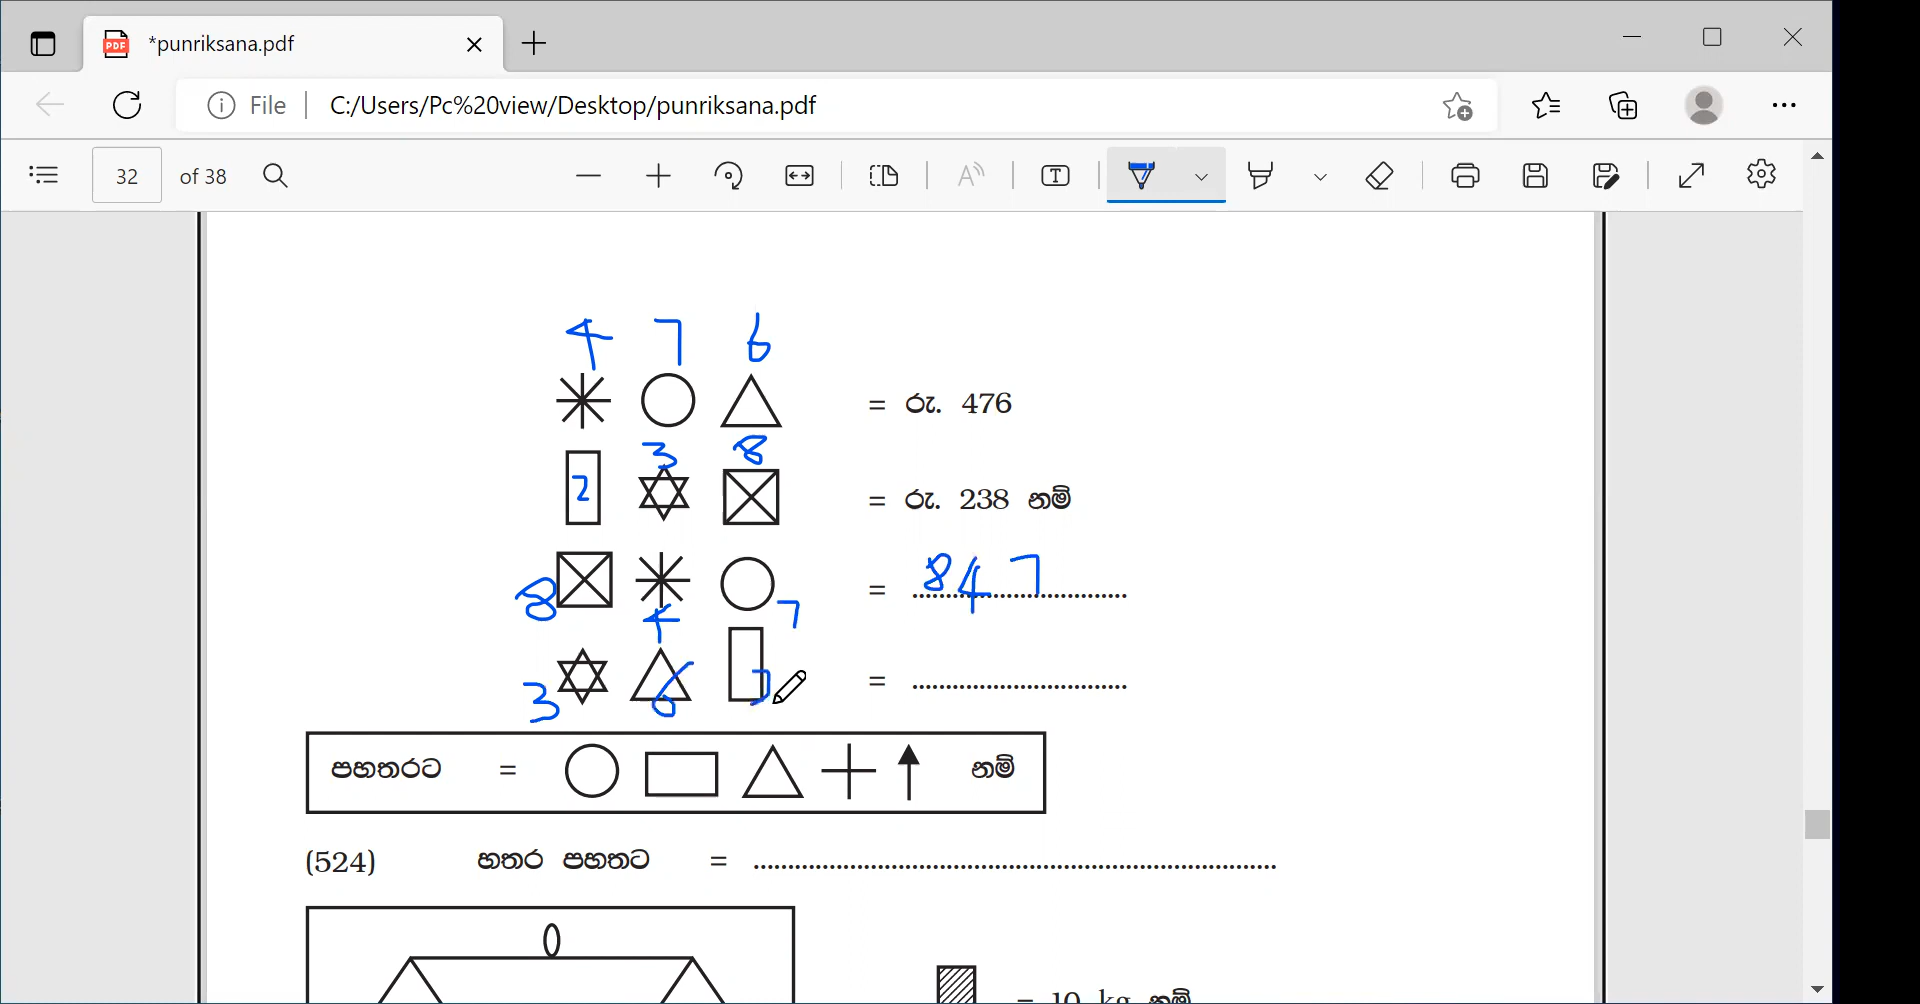 *punriksana.pdf
File C:/Users/Pc%20view/Desktop/punriksana.pdf
32 of 38
4 7 6
= රු. 476
3 8
2
= රු. 238 නම්
8 4 7
= 847
3 6
= ..............................
පහතරට = නම්
(524) හතර පහතට = ..............................
0
= 10 kg නම්